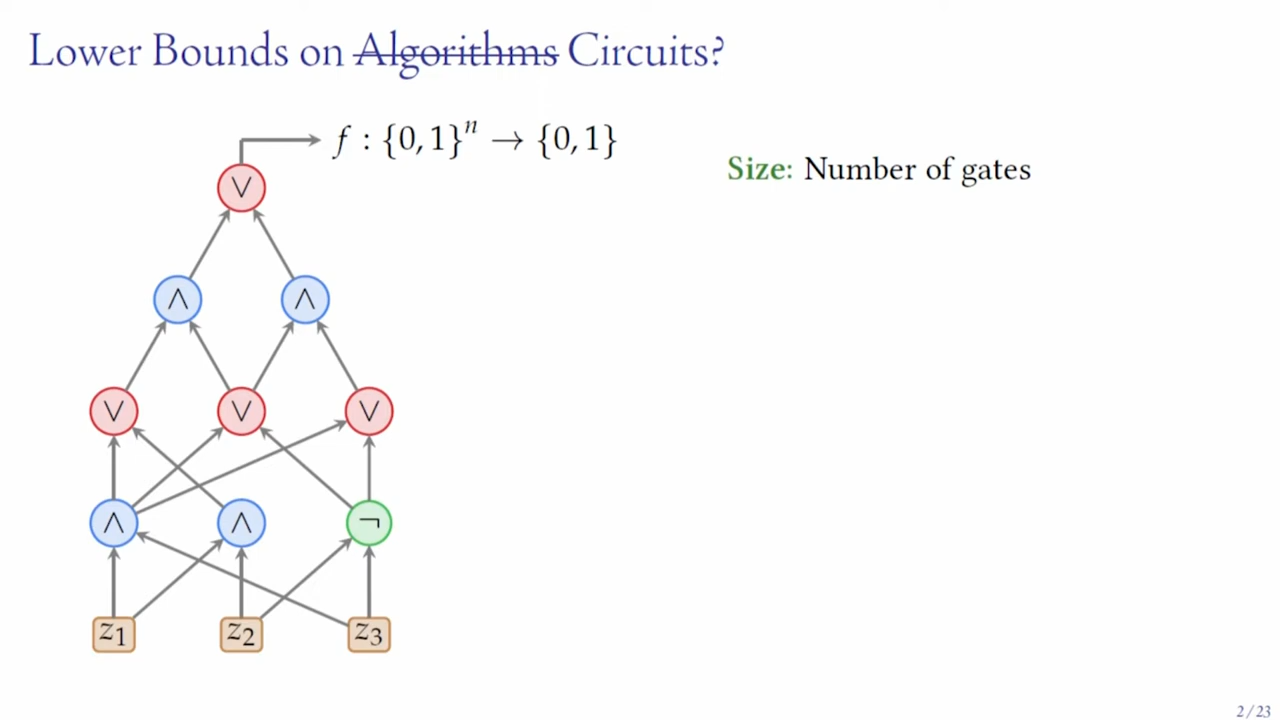 Lower Bounds on Algorithms Circuits?
f : {0, 1}ⁿ → {0, 1}
Size: Number of gates
∨
∧ ∧
∨ ∨ ∨
∧ ∧ ¬
z₁ z₂ z₃
2 / 23